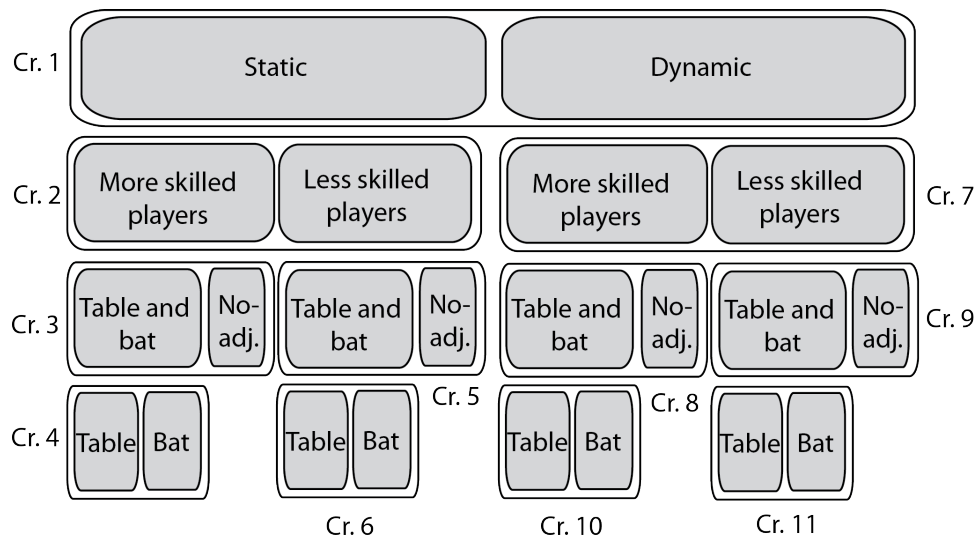 Cr. 1
Static
Dynamic
Cr. 2
More skilled
players
Less skilled
players
More skilled
players
Less skilled
players
Cr. 7
Cr. 3
Table and
bat
No-
adj.
Table and
bat
No-
adj.
Table and
bat
No-
adj.
Table and
bat
No-
adj.
Cr. 9
Cr. 5
Cr. 8
Cr. 4
Table
Bat
Table
Bat
Table
Bat
Table
Bat
Cr. 6
Cr. 10
Cr. 11